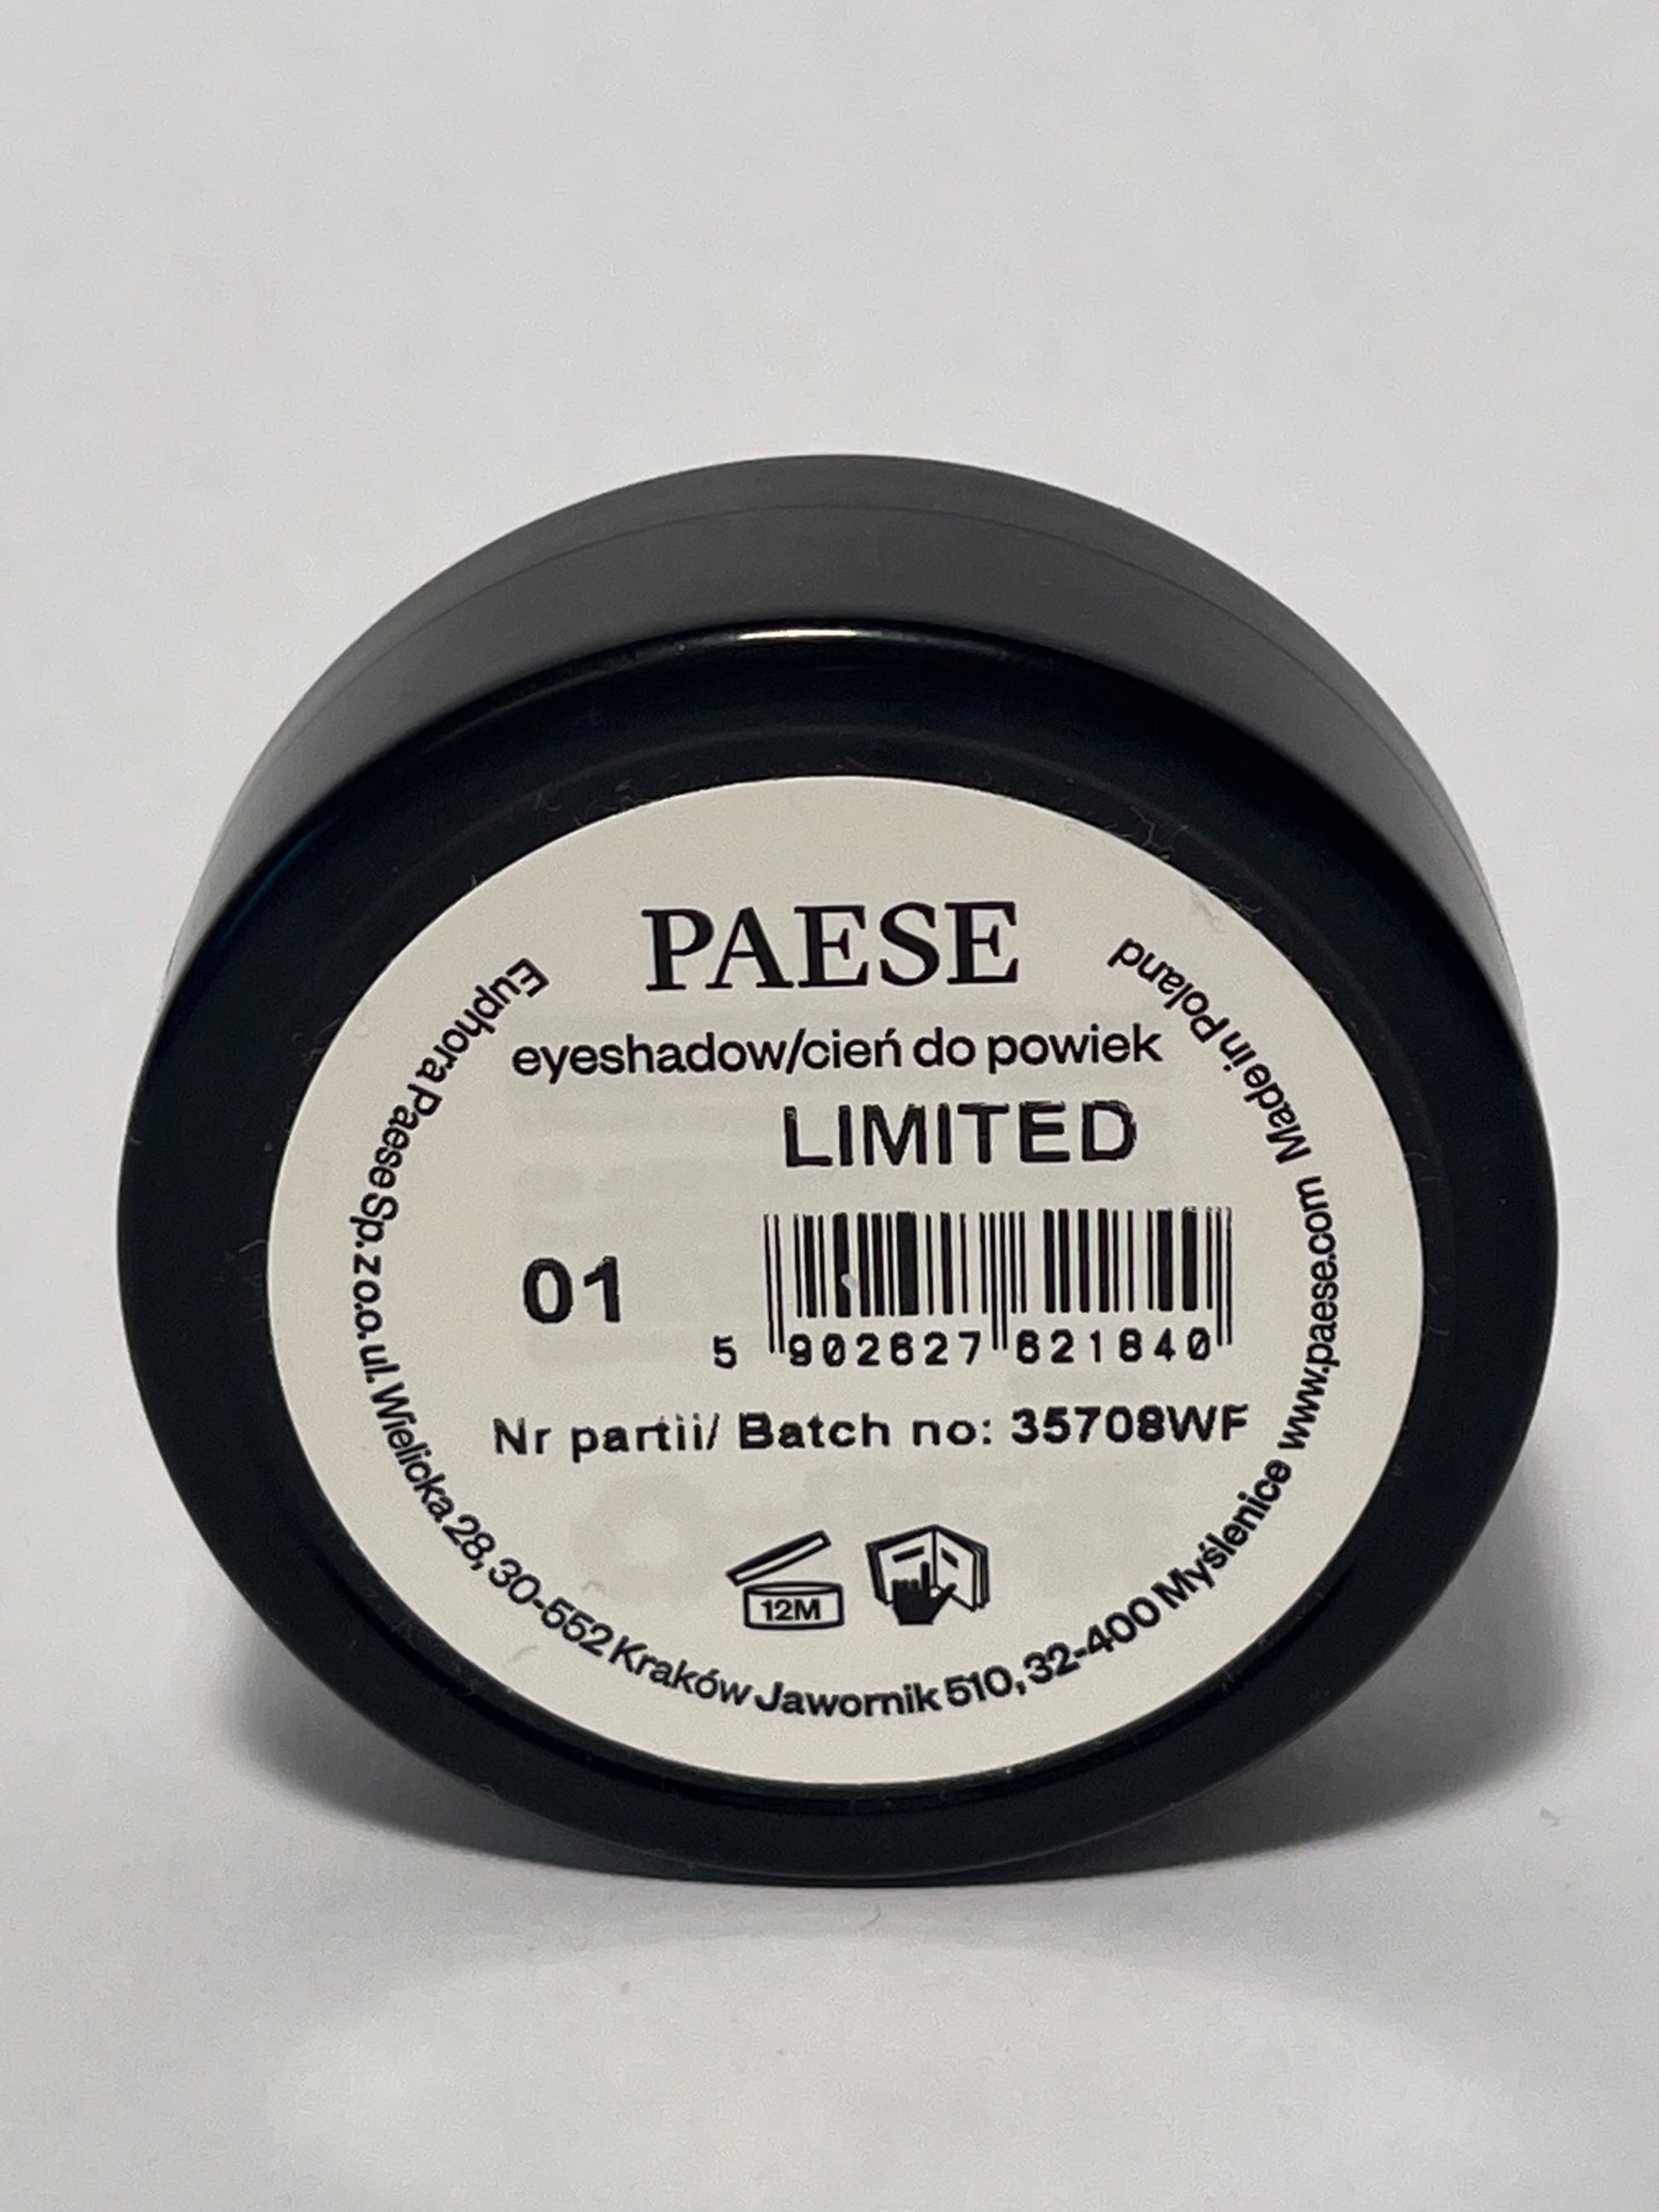 PAESE
eyeshadow/cień do powiek
LIMITED
01
5 902627 621840
Nr partii/ Batch no: 35708WF
12M
Euphora Paese Sp. z o.o. ul. Wielicka 28, 30-552 Kraków Jawornik 510, 32-400 Myślenice www.paese.com Made in Poland